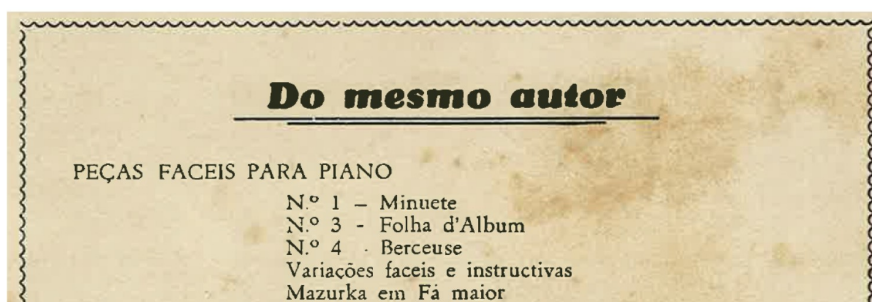 Do mesmo autor
PEÇAS FACEIS PARA PIANO
N.º 1 – Minuete
N.º 3 - Folha d'Album
N.º 4 - Berceuse
Variações faceis e instructivas
Mazurka em Fá maior